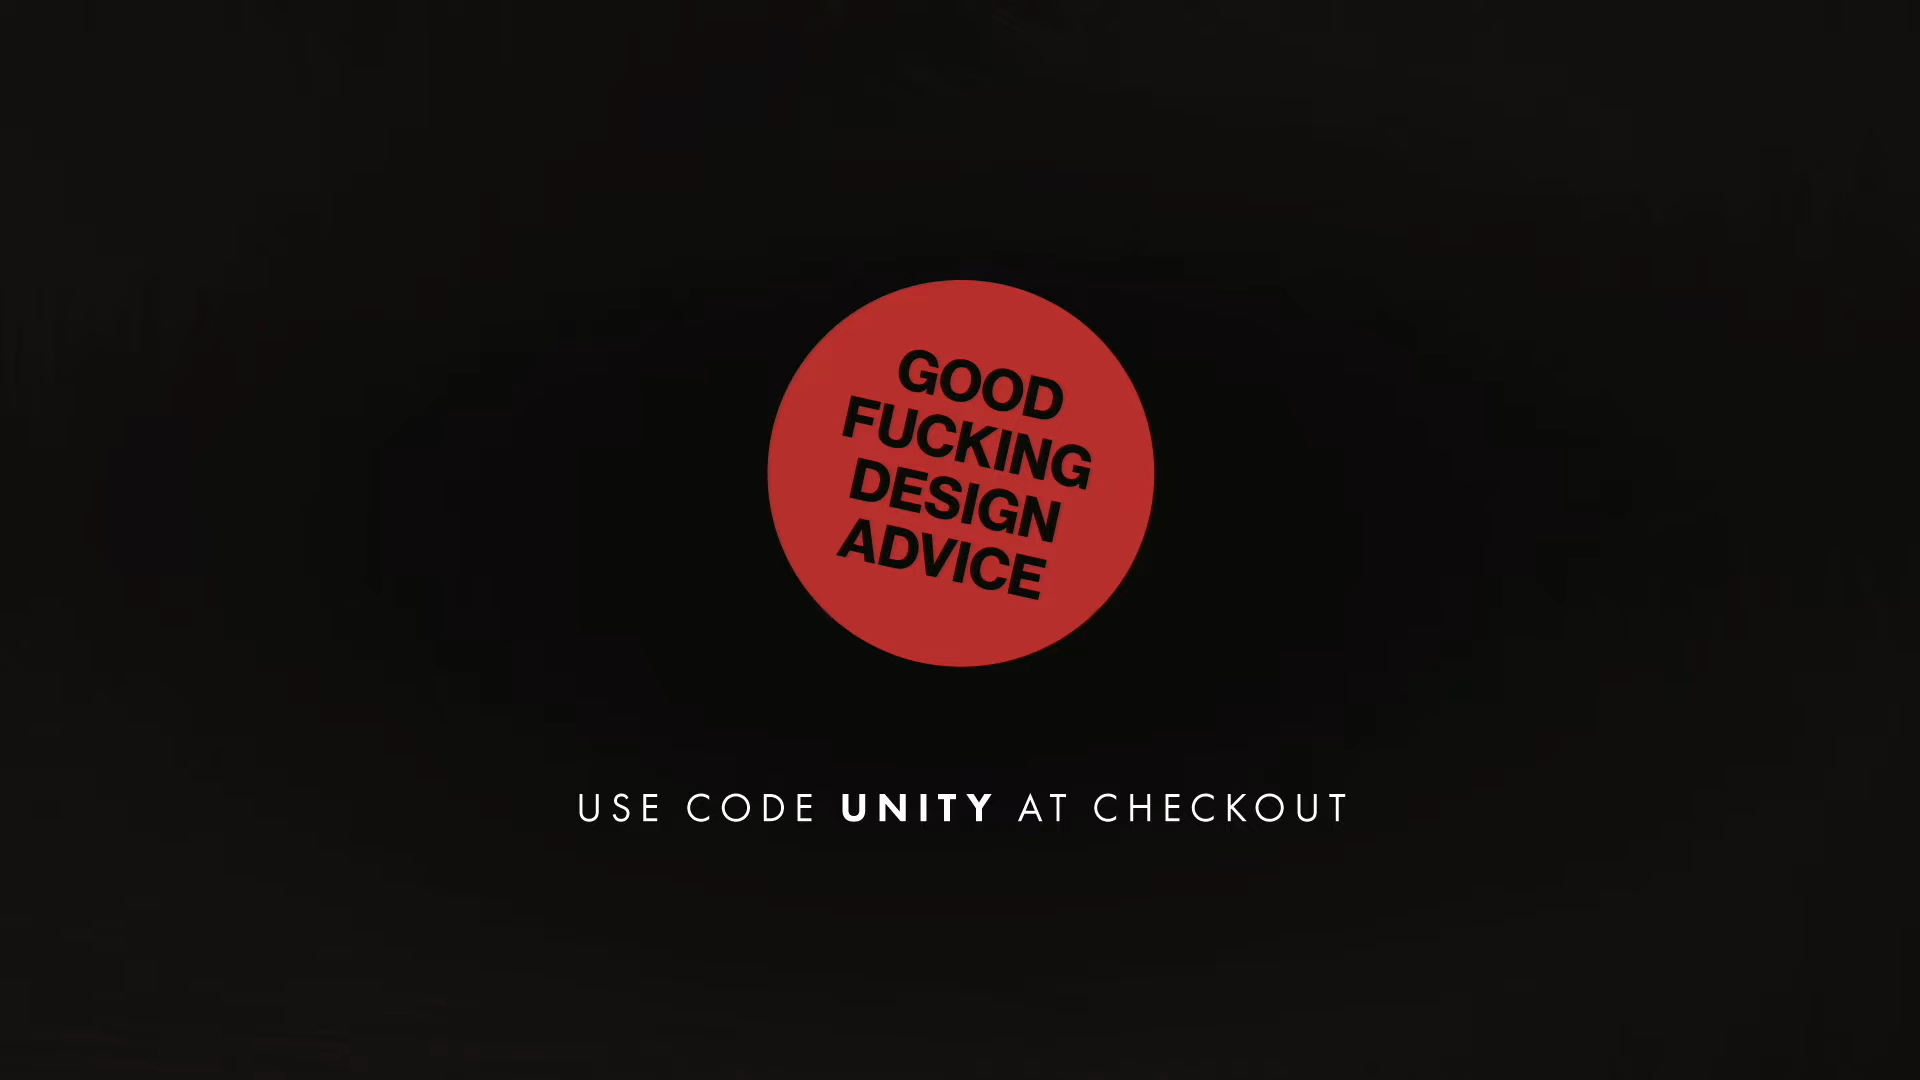 GOOD
FUCKING
DESIGN
ADVICE
USE CODE UNITY AT CHECKOUT